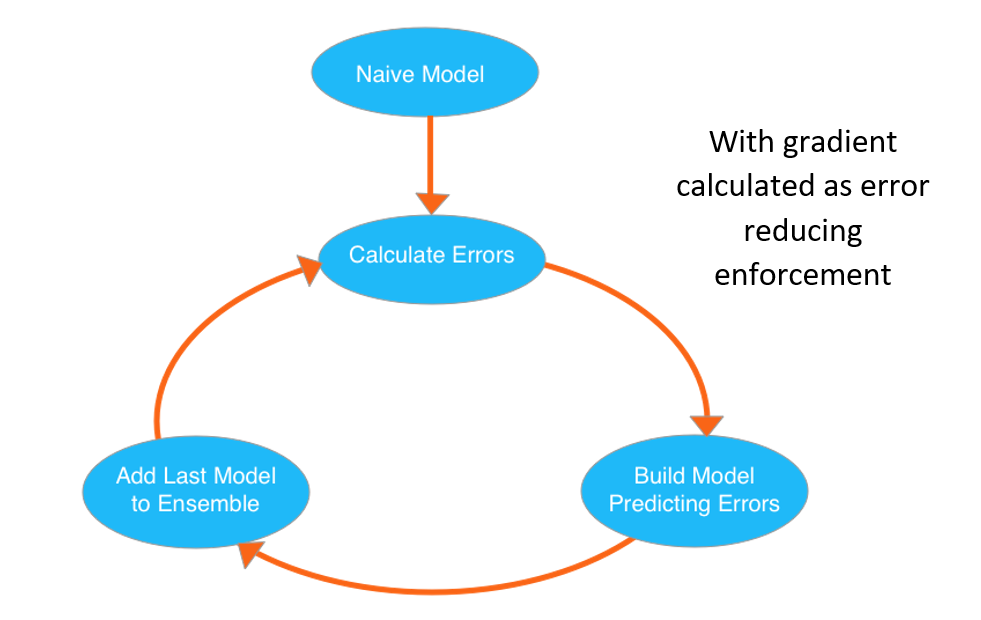 Naive Model
With gradient
calculated as error
reducing
enforcement
Calculate Errors
Add Last Model
to Ensemble
Build Model
Predicting Errors